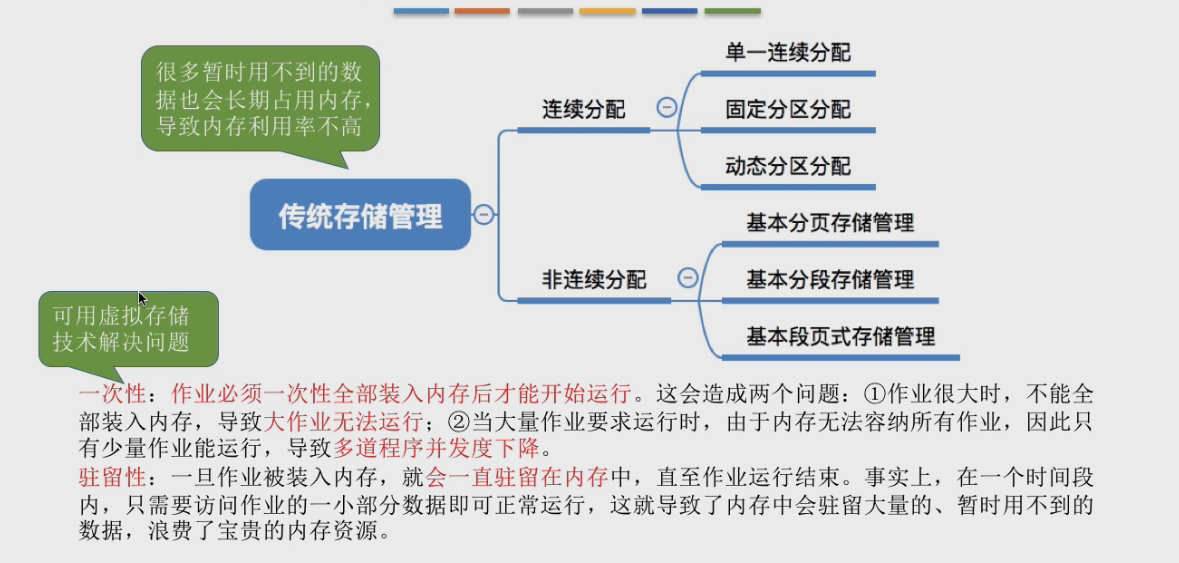 很多暂时用不到的数
据也会长期占用内存，
导致内存利用率不高
传统存储管理
连续分配
单一连续分配
固定分区分配
动态分区分配
非连续分配
基本分页存储管理
基本分段存储管理
基本段页式存储管理
可用虚拟存储
技术解决问题
一次性：作业必须一次性全部装入内存后才能开始运行。这会造成两个问题：①作业很大时，不能全
部装入内存，导致大作业无法运行；②当大量作业要求运行时，由于内存无法容纳所有作业，因此只
有少量作业能运行，导致多道程序并发度下降。
驻留性：一旦作业被装入内存，就会一直驻留在内存中，直至作业运行结束。事实上，在一个时间段
内，只需要访问作业的一小部分数据即可正常运行，这就导致了内存中会驻留大量的、暂时用不到的
数据，浪费了宝贵的内存资源。